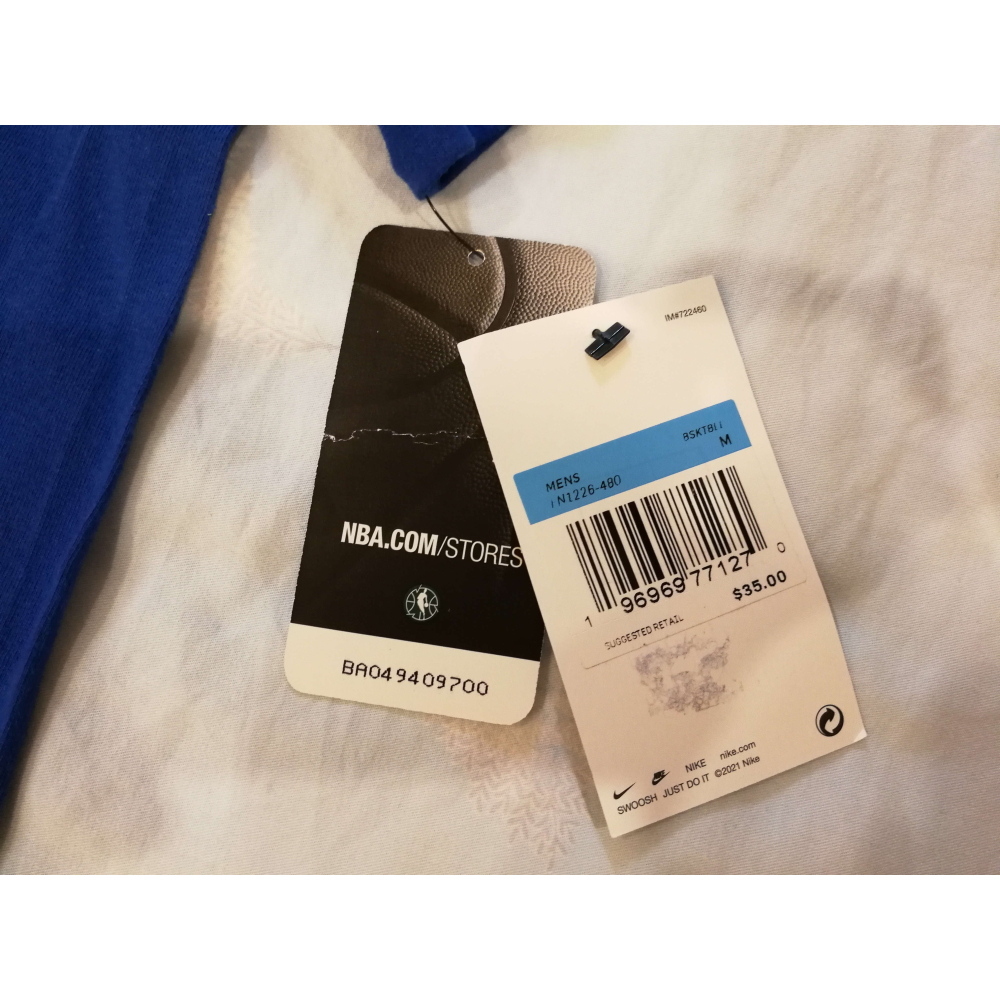 NBA.COM/STORES
BA049409700
IM#722460
BSKTBLL
M
MENS
N1226-480
1 96969 77127 0
$35.00
SUGGESTED RETAIL
NIKE nike.com
SWOOSH JUST DO IT ©2021 Nike